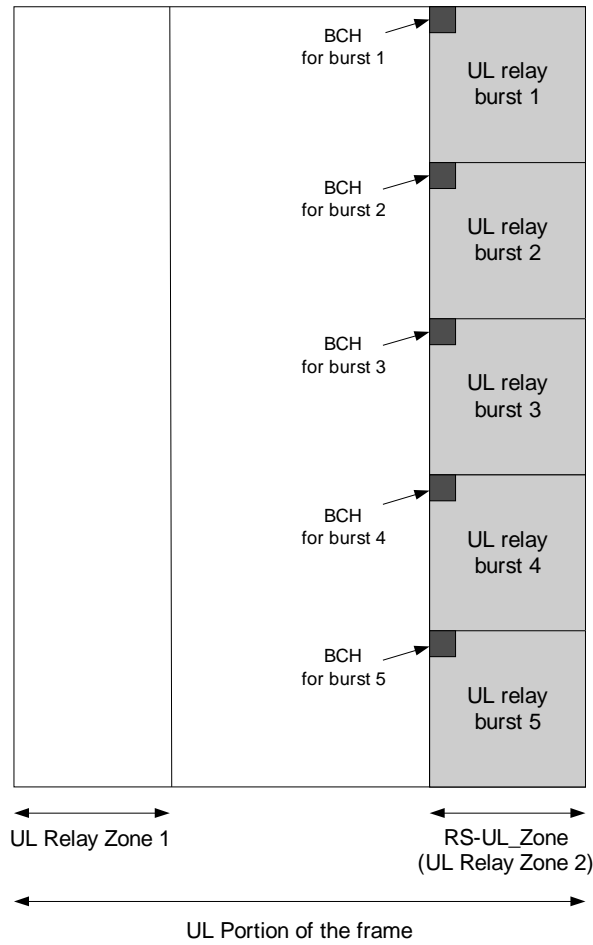 BCH
for burst 1
UL relay
burst 1
BCH
for burst 2
UL relay
burst 2
BCH
for burst 3
UL relay
burst 3
BCH
for burst 4
UL relay
burst 4
BCH
for burst 5
UL relay
burst 5
UL Relay Zone 1
RS-UL_Zone
(UL Relay Zone 2)
UL Portion of the frame